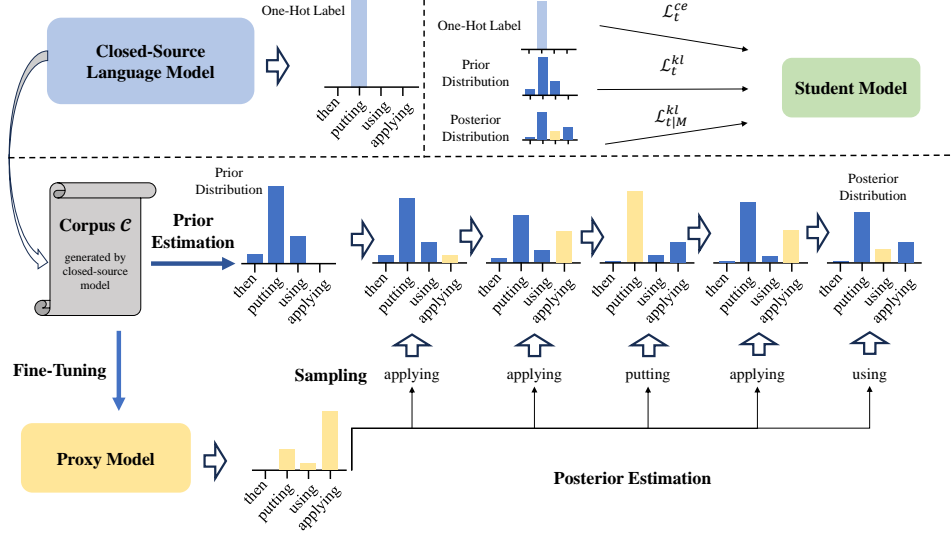 Closed-Source
Language Model
One-Hot Label
then
putting
using
applying
One-Hot Label
Prior
Distribution
Posterior
Distribution
ℒ_t^{ce}
ℒ_t^{kl}
ℒ_{t|M}^{kl}
Student Model
Corpus 𝒞
generated by
closed-source
model
Prior
Estimation
Prior
Distribution
then
putting
using
applying
then
putting
using
applying
then
putting
using
applying
then
putting
using
applying
then
putting
using
applying
Posterior
Distribution
then
putting
using
applying
Fine-Tuning
Sampling
applying
applying
putting
applying
using
Proxy Model
then
putting
using
applying
Posterior Estimation